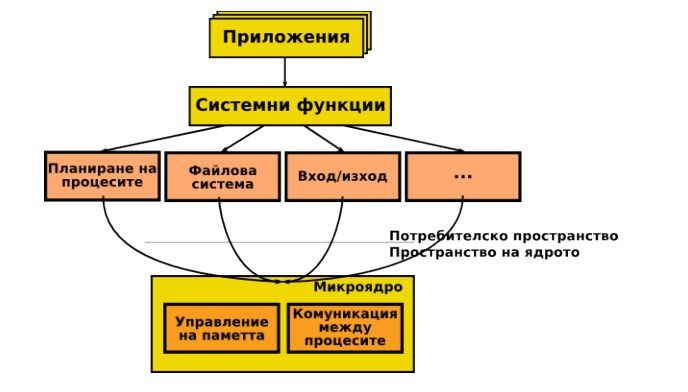 Приложения
Системни функции
Планиране на
процесите
Файлова
система
Вход/изход
...
Потребителско пространство
Пространство на ядрото
Микроядро
Управление
на паметта
Комуникация
между
процесите